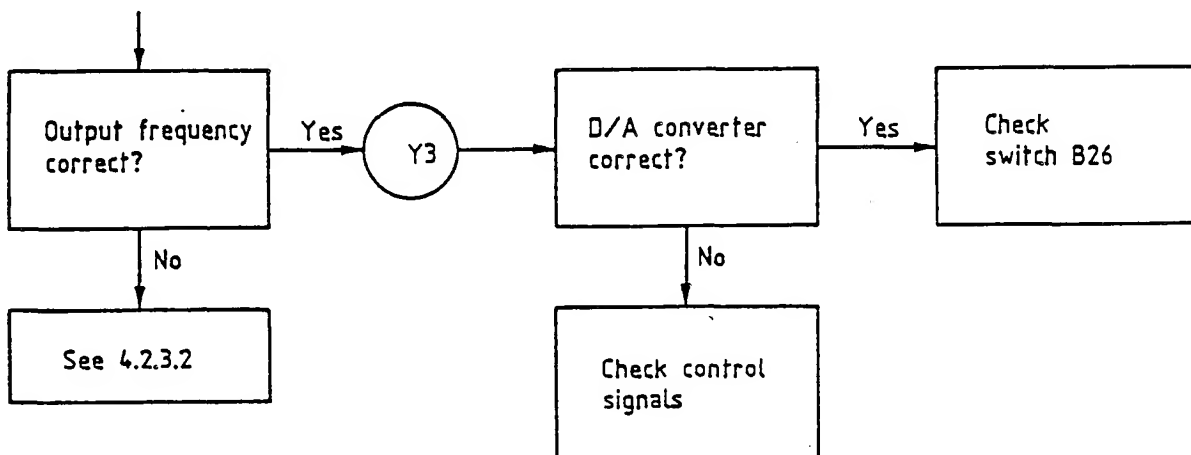 Output frequency
correct?
Yes
Y3
D/A converter
correct?
Yes
Check
switch B26
No
See 4.2.3.2
No
Check control
signals